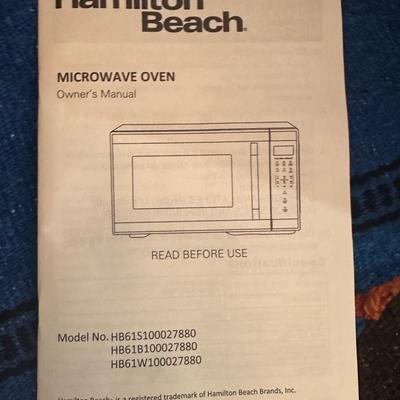 Hamilton
Beach®
MICROWAVE OVEN
Owner's Manual
READ BEFORE USE
Model No. HB61S100027880
HB61B100027880
HB61W100027880
Hamilton Beach® is a registered trademark of Hamilton Beach Brands, Inc.